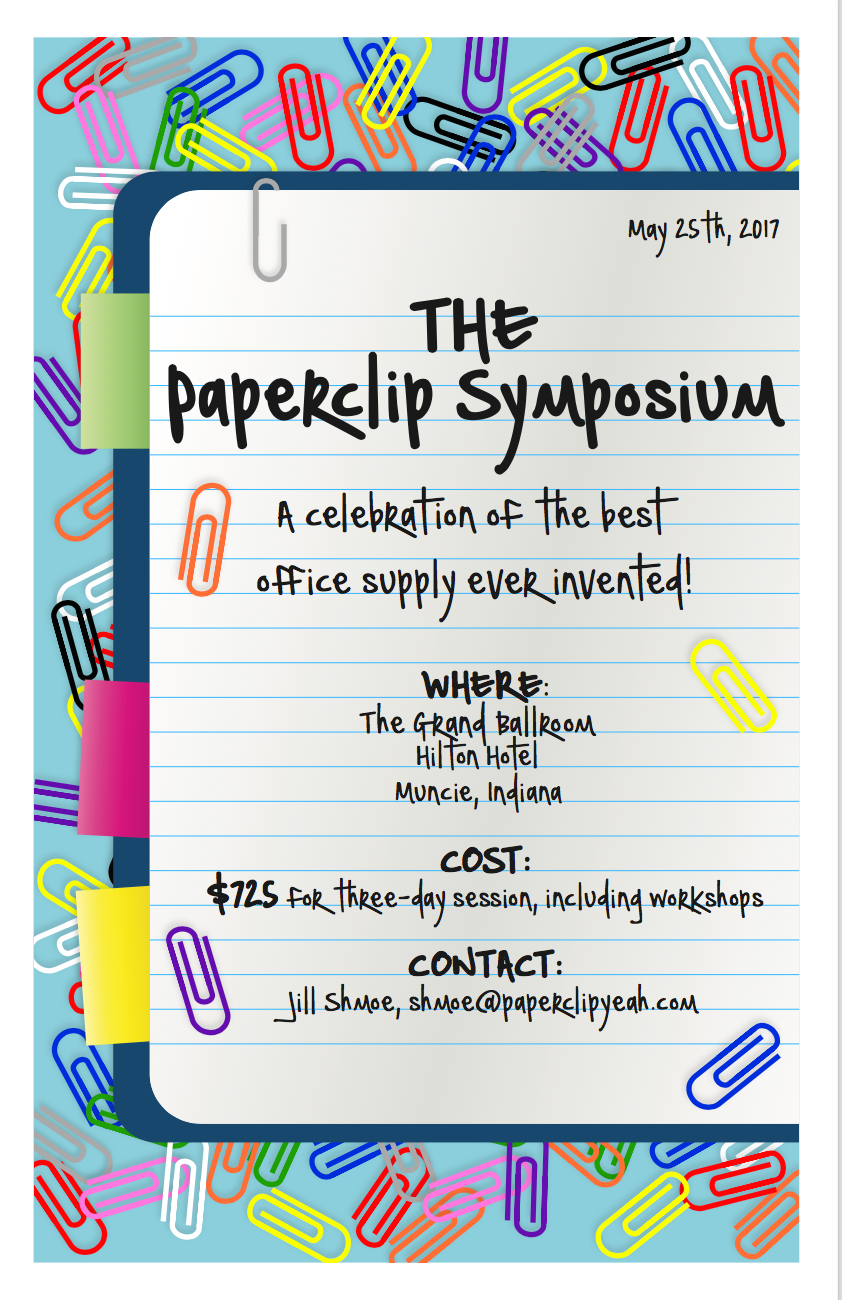 May 25th, 2017
THE
Paperclip Symposium
A celebration of the best
office supply ever invented!
WHERE:
The Grand Ballroom
Hilton Hotel
Muncie, Indiana
COST:
$725 for three-day session, including workshops
CONTACT:
Jill Shmoe, shmoe@paperclipyeah.com